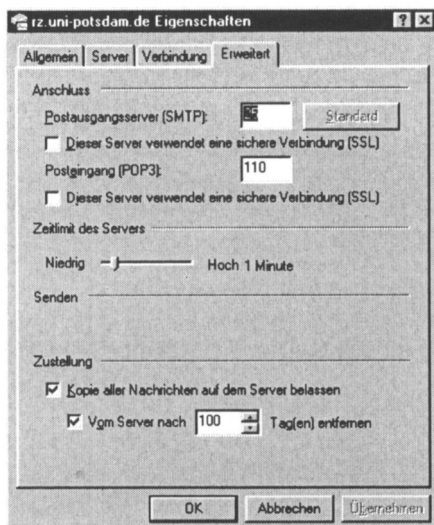 rz.uni-potsdam.de Eigenschaften
Allgemein Server Verbindung Erweitert
Anschluss
Postausgangsserver (SMTP): 25 Standard
Dieser Server verwendet eine sichere Verbindung (SSL)
Posteingang (POP3): 110
Dieser Server verwendet eine sichere Verbindung (SSL)
Zeitlimit des Servers
Niedrig Hoch 1 Minute
Senden
Zustellung
Kopie aller Nachrichten auf dem Server belassen
Vom Server nach 100 Tag(en) entfernen
OK Abbrechen Übernehmen